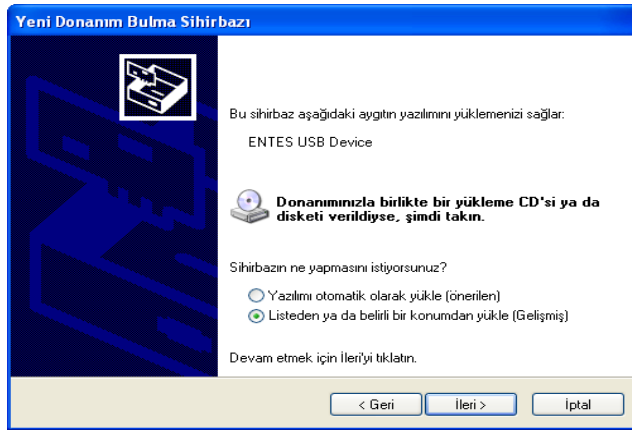 Yeni Donanım Bulma Sihirbazı
Bu sihirbaz aşağıdaki aygıtın yazılımını yüklemenizi sağlar:
ENTES USB Device
Donanımınızla birlikte bir yükleme CD'si ya da
disketi verildiyse, şimdi takın.
Sihirbazın ne yapmasını istiyorsunuz?
Yazılımı otomatik olarak yükle (önerilen)
Listeden ya da belirli bir konumdan yükle (Gelişmiş)
Devam etmek için İleri'yi tıklatın.
< Geri İleri > İptal